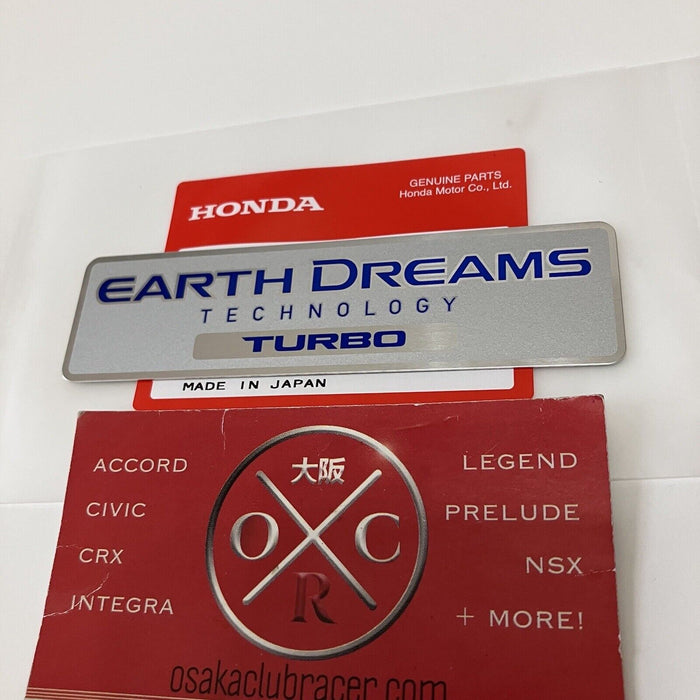 HONDA
GENUINE PARTS
Honda Motor Co., Ltd.
EARTH DREAMS
TECHNOLOGY
TURBO
MADE IN JAPAN
ACCORD
CIVIC
CRX
INTEGRA
大阪
O C
R
LEGEND
PRELUDE
NSX
+ MORE!
osakaclubracer.com